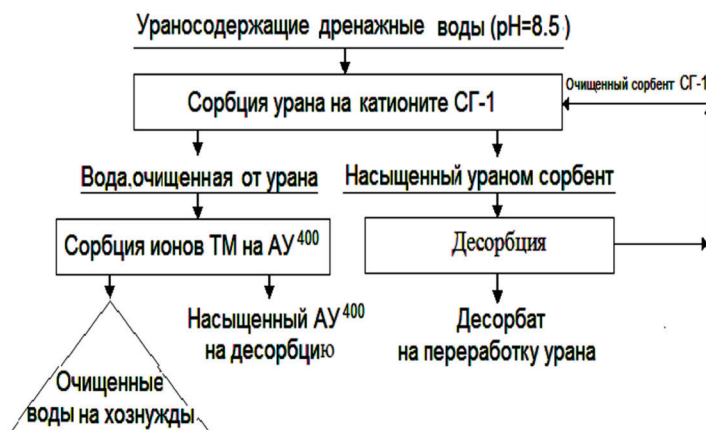 Ураносодержащие дренажные воды (рН=8.5)
Сорбция урана на катионите СГ-1
Очищенный сорбент СГ-1
Вода,очищенная от урана
Насыщенный ураном сорбент
Сорбция ионов ТМ на АУ⁴⁰⁰
Десорбция
Насыщенный АУ⁴⁰⁰
на десорбцию
Десорбат
на переработку урана
Очищенные
воды на хознужды